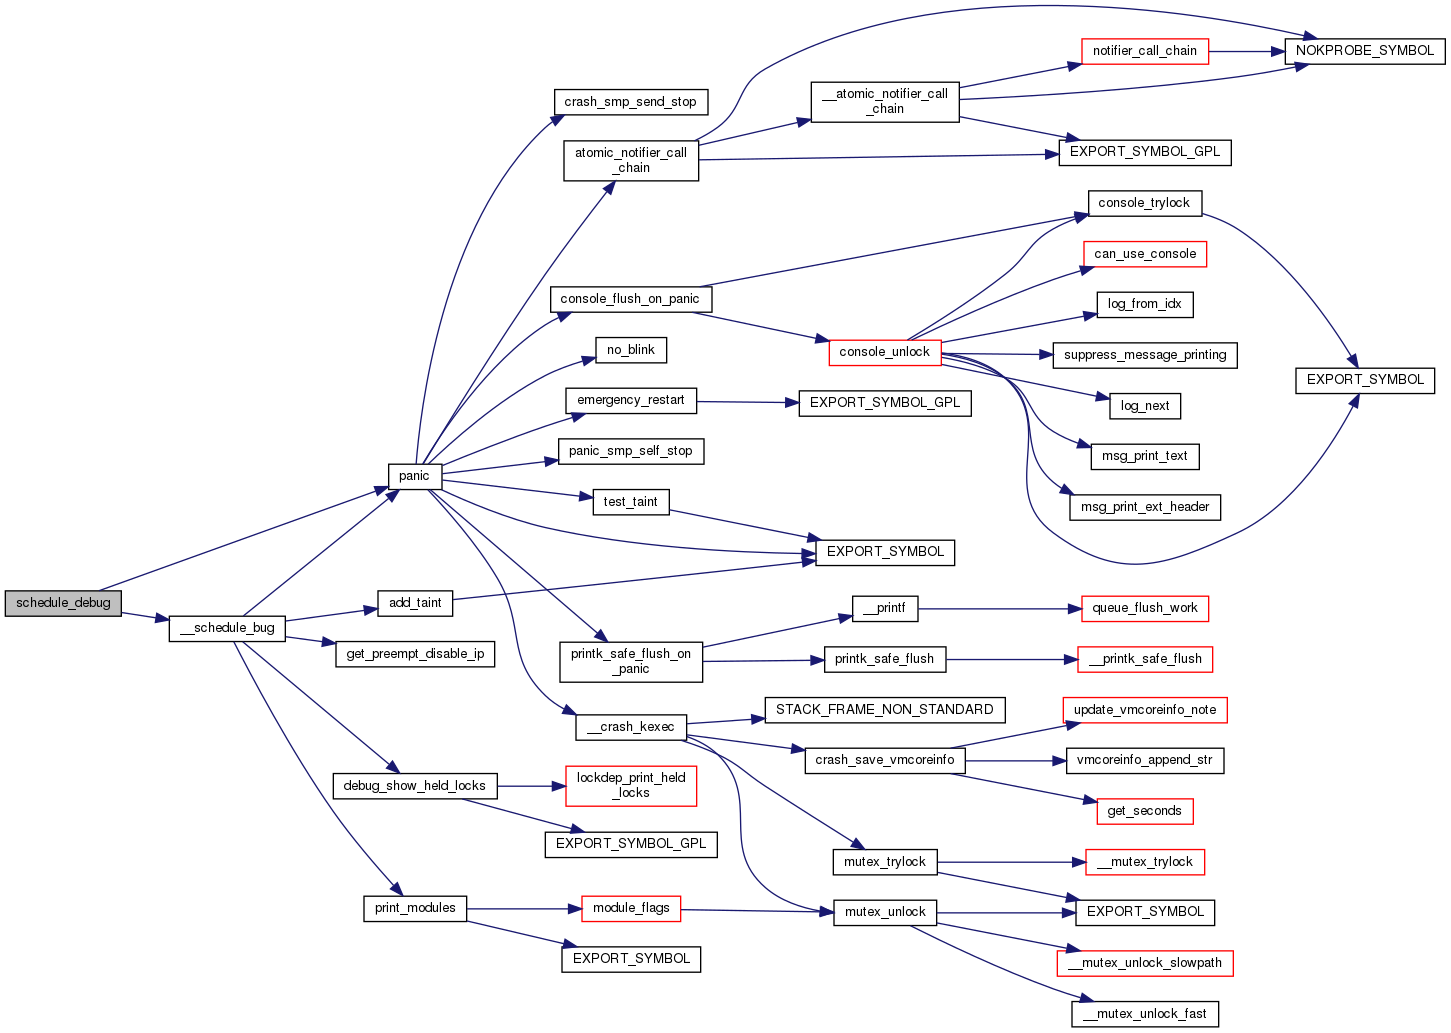 notifier_call_chain
NOKPROBE_SYMBOL
crash_smp_send_stop
__atomic_notifier_call
_chain
atomic_notifier_call
_chain
EXPORT_SYMBOL_GPL
console_trylock
can_use_console
console_flush_on_panic
log_from_idx
no_blink
console_unlock
suppress_message_printing
EXPORT_SYMBOL
emergency_restart
EXPORT_SYMBOL_GPL
log_next
panic_smp_self_stop
msg_print_text
panic
test_taint
msg_print_ext_header
EXPORT_SYMBOL
schedule_debug
add_taint
__printf
queue_flush_work
__schedule_bug
get_preempt_disable_ip
printk_safe_flush_on
_panic
printk_safe_flush
__printk_safe_flush
__crash_kexec
STACK_FRAME_NON_STANDARD
update_vmcoreinfo_note
crash_save_vmcoreinfo
vmcoreinfo_append_str
debug_show_held_locks
lockdep_print_held
_locks
get_seconds
EXPORT_SYMBOL_GPL
mutex_trylock
__mutex_trylock
print_modules
module_flags
mutex_unlock
EXPORT_SYMBOL
EXPORT_SYMBOL
__mutex_unlock_slowpath
__mutex_unlock_fast